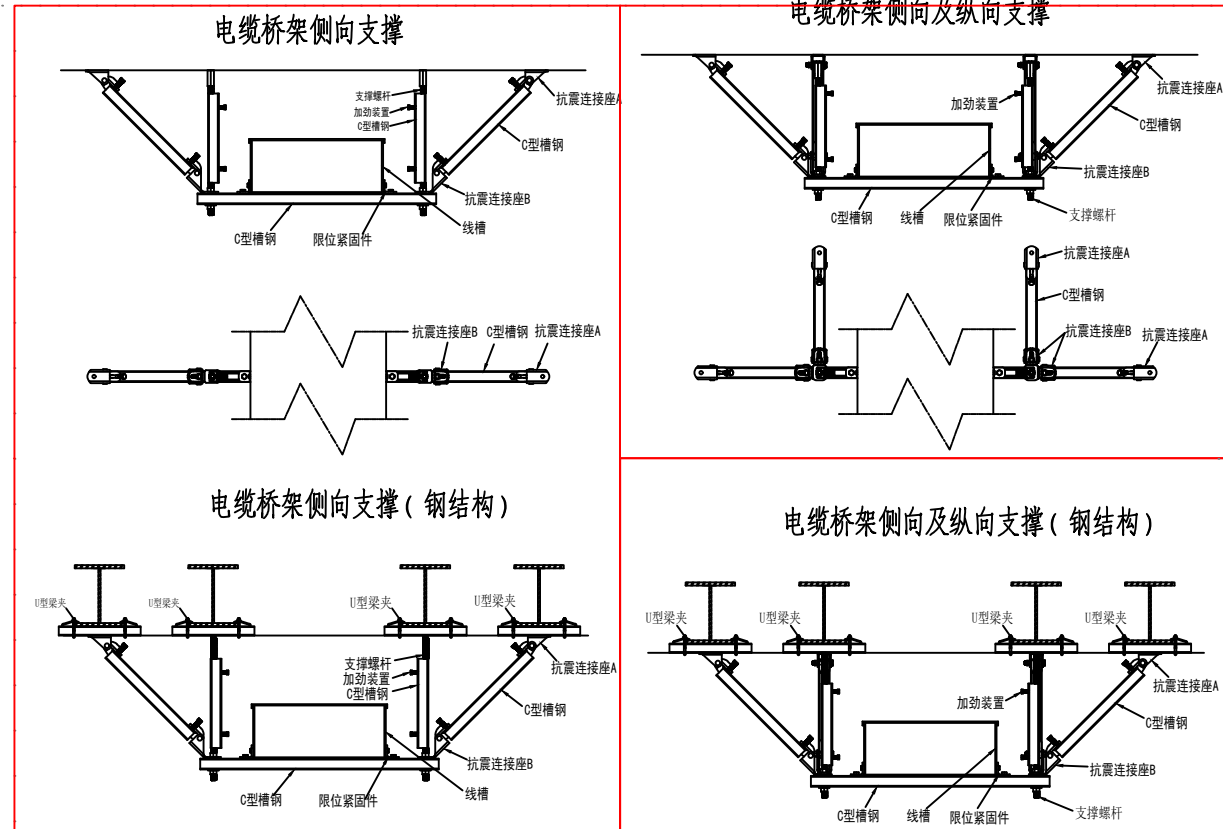 电缆桥架侧向支撑
支撑螺杆
加劲装置
C型槽钢
抗震连接座A
C型槽钢
抗震连接座B
线槽
C型槽钢
限位紧固件
抗震连接座B
C型槽钢
抗震连接座A
电缆桥架侧向及纵向支撑
加劲装置
抗震连接座A
C型槽钢
抗震连接座B
C型槽钢
线槽
限位紧固件
支撑螺杆
抗震连接座A
C型槽钢
抗震连接座B
抗震连接座A
电缆桥架侧向支撑(钢结构)
U型梁夹
U型梁夹
U型梁夹
U型梁夹
支撑螺杆
加劲装置
C型槽钢
抗震连接座A
C型槽钢
抗震连接座B
线槽
C型槽钢
限位紧固件
电缆桥架侧向及纵向支撑(钢结构)
U型梁夹
U型梁夹
U型梁夹
U型梁夹
加劲装置
抗震连接座A
C型槽钢
抗震连接座B
C型槽钢
线槽
限位紧固件
支撑螺杆